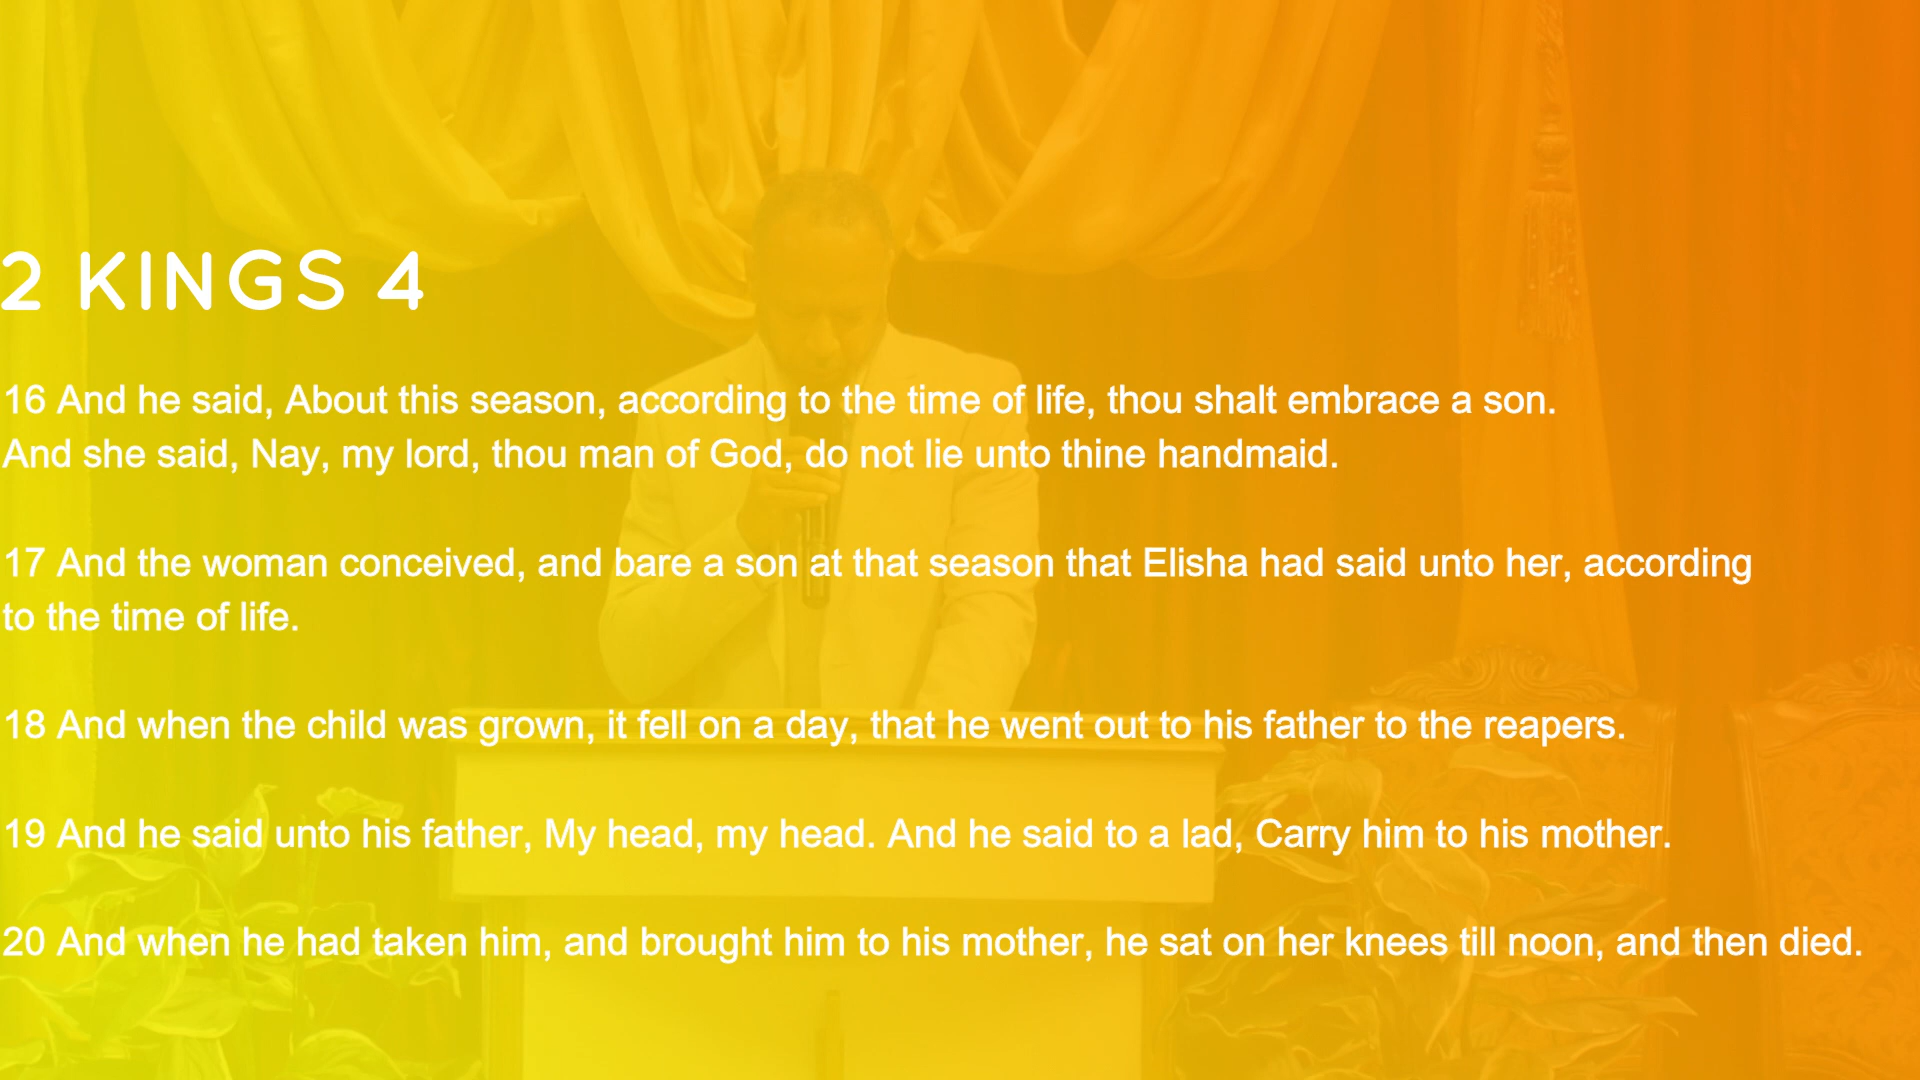 2 KINGS 4
16 And he said, About this season, according to the time of life, thou shalt embrace a son.
And she said, Nay, my lord, thou man of God, do not lie unto thine handmaid.
17 And the woman conceived, and bare a son at that season that Elisha had said unto her, according
to the time of life.
18 And when the child was grown, it fell on a day, that he went out to his father to the reapers.
19 And he said unto his father, My head, my head. And he said to a lad, Carry him to his mother.
20 And when he had taken him, and brought him to his mother, he sat on her knees till noon, and then died.